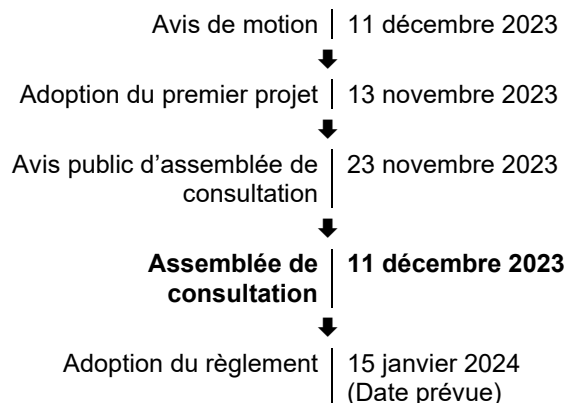 Avis de motion 11 décembre 2023
Adoption du premier projet 13 novembre 2023
Avis public d'assemblée de 23 novembre 2023
consultation
Assemblée de 11 décembre 2023
consultation
Adoption du règlement 15 janvier 2024
(Date prévue)